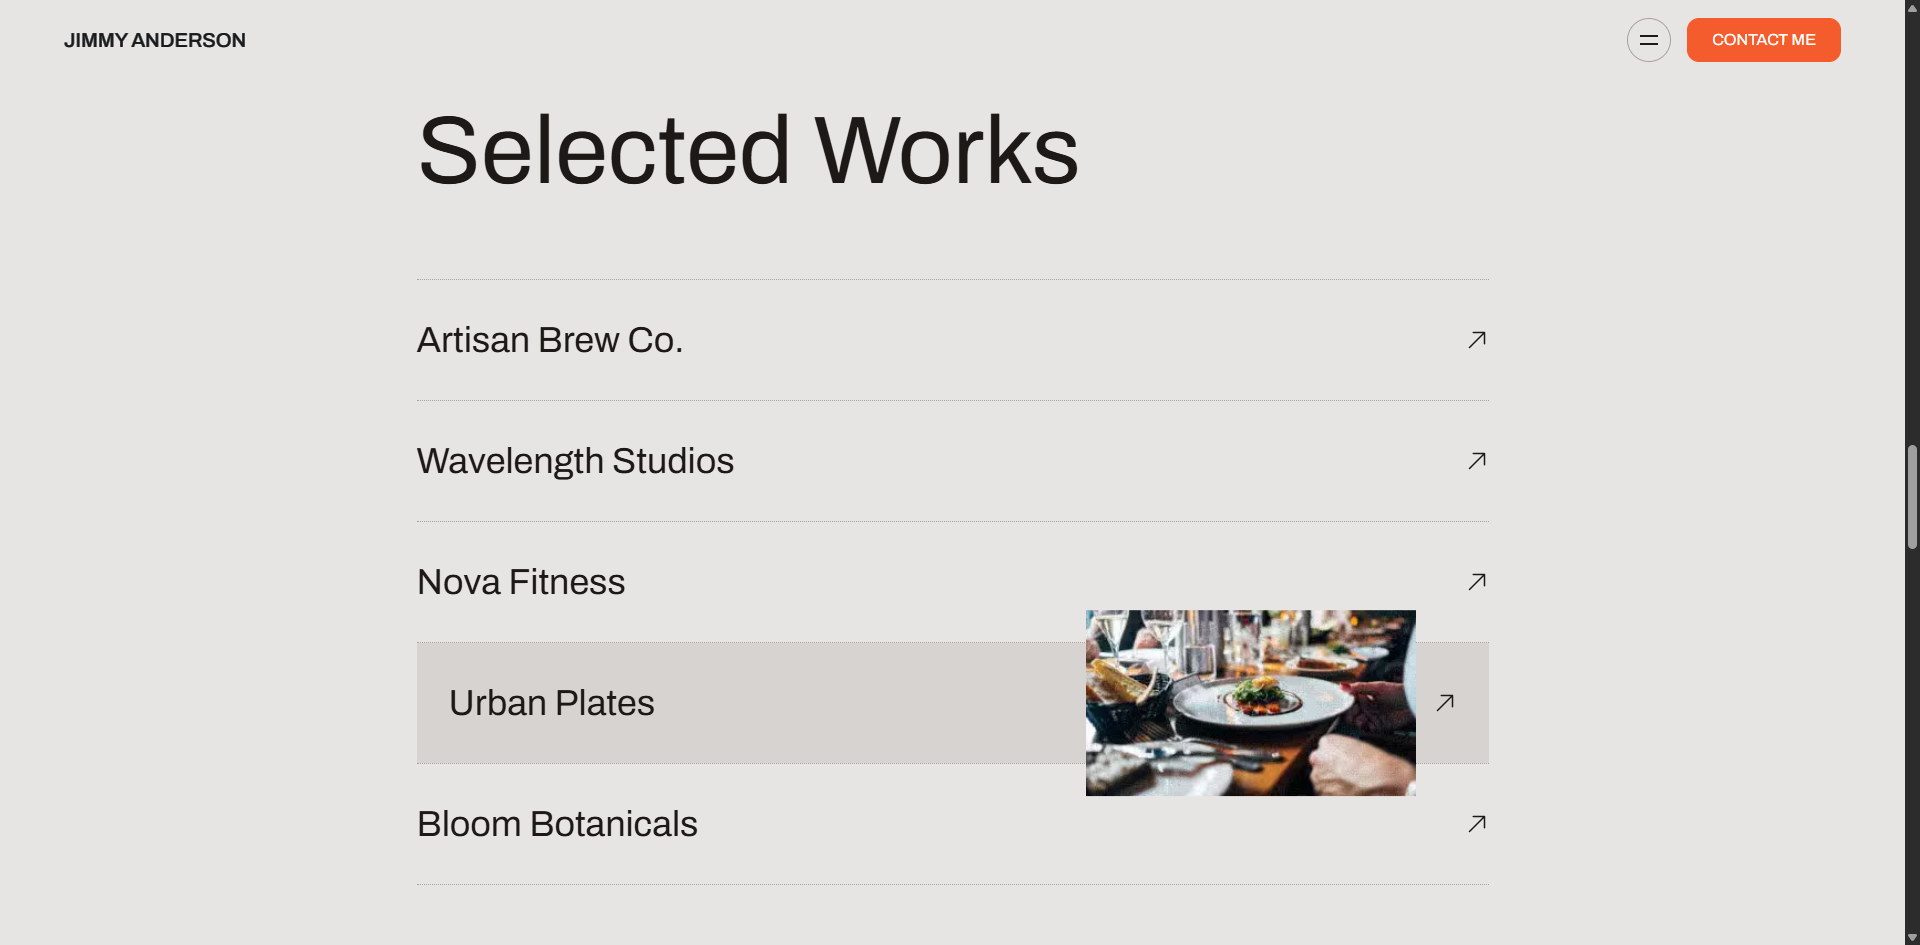 JIMMY ANDERSON
CONTACT ME
Selected Works
Artisan Brew Co.
Wavelength Studios
Nova Fitness
Urban Plates
Bloom Botanicals